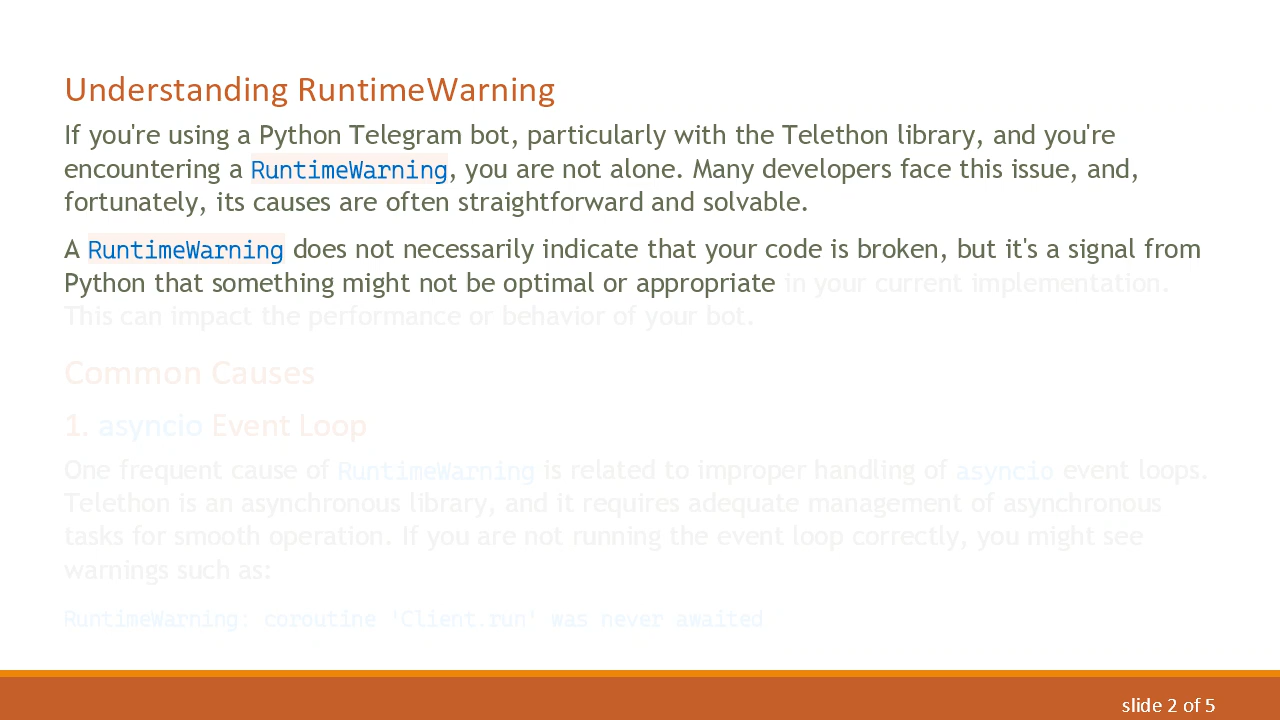 Understanding RuntimeWarning
If you're using a Python Telegram bot, particularly with the Telethon library, and you're
encountering a RuntimeWarning, you are not alone. Many developers face this issue, and,
fortunately, its causes are often straightforward and solvable.
A RuntimeWarning does not necessarily indicate that your code is broken, but it's a signal from
Python that something might not be optimal or appropriate in your current implementation.
This can impact the performance or behavior of your bot.
Common Causes
1. asyncio Event Loop
One frequent cause of RuntimeWarning is related to improper handling of asyncio event loops.
Telethon is an asynchronous library, and it requires adequate management of asynchronous
tasks for smooth operation. If you are not running the event loop correctly, you might see
warnings such as:
RuntimeWarning: coroutine 'Client.run' was never awaited
slide 2 of 5